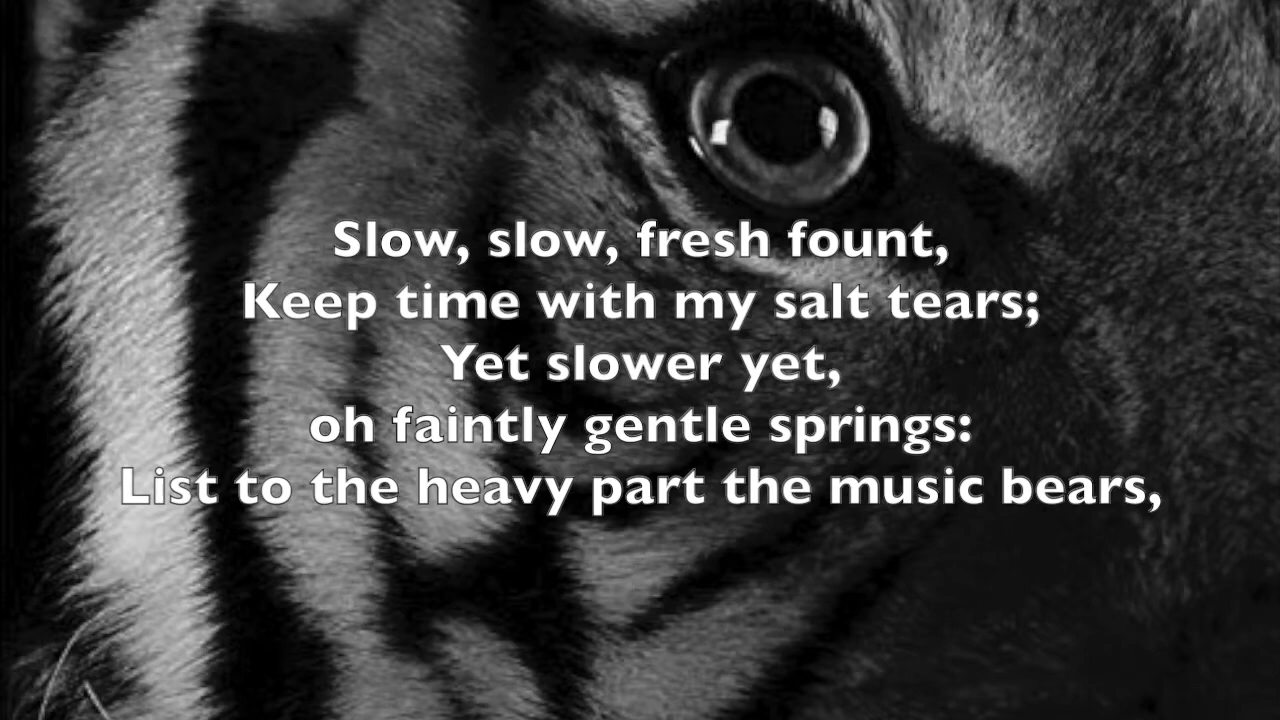 Slow, slow, fresh fount,
Keep time with my salt tears;
Yet slower yet,
oh faintly gentle springs:
List to the heavy part the music bears,